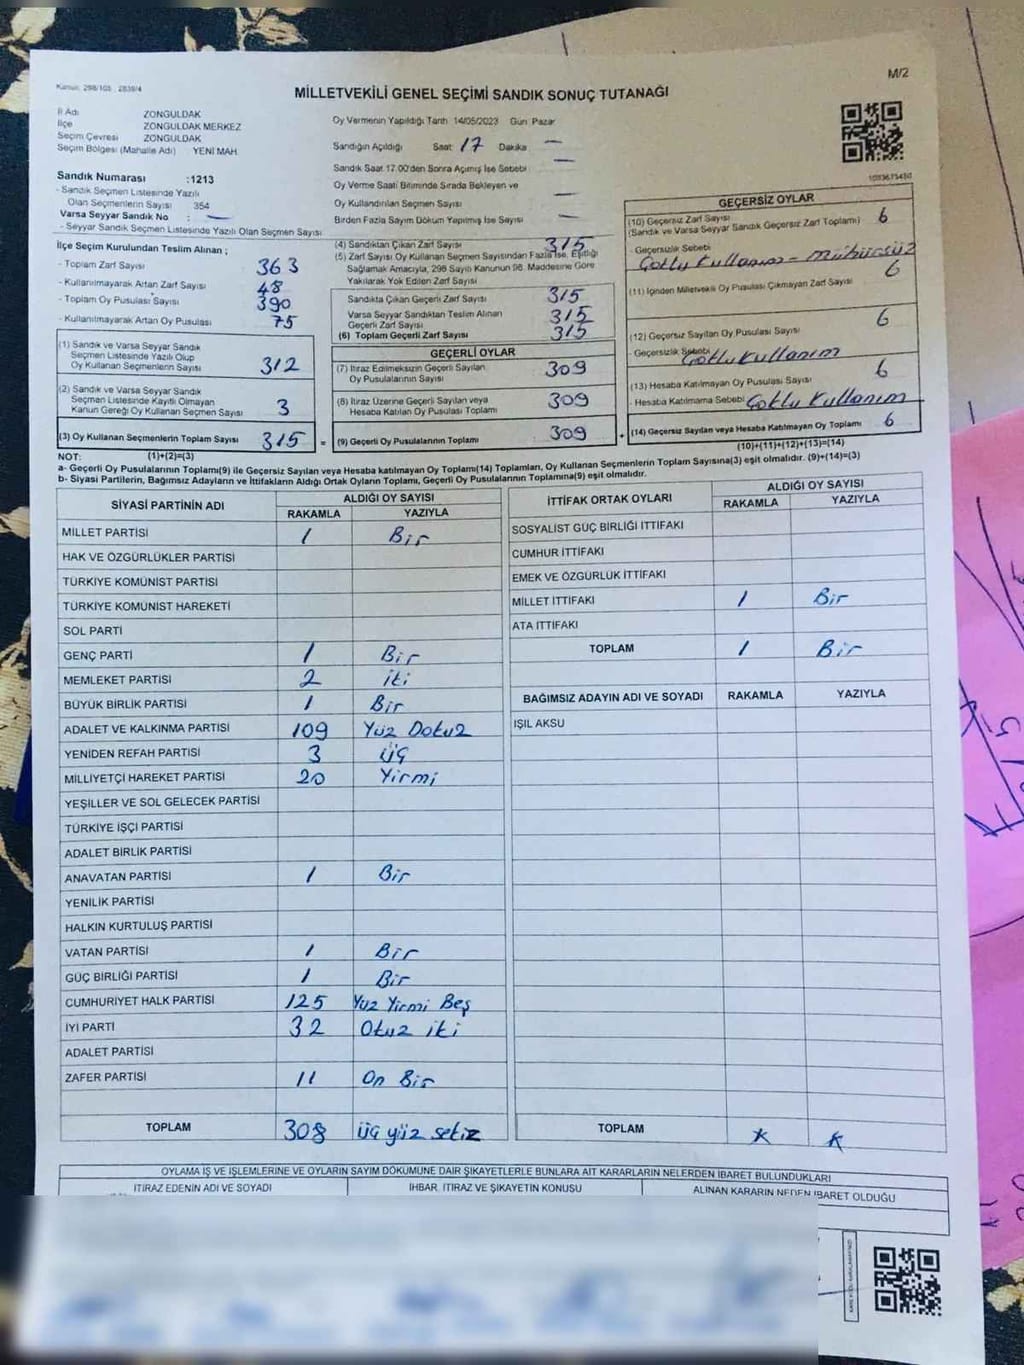 Kanun: 298/105 , 2839/4
M/2
MİLLETVEKİLİ GENEL SEÇİMİ SANDIK SONUÇ TUTANAĞI
İl Adı ZONGULDAK
İlçe ZONGULDAK MERKEZ
Seçim Çevresi ZONGULDAK
Seçim Bölgesi (Mahalle Adı) YENİ MAH.
Sandık Numarası :1213
- Sandık Seçmen Listesinde Yazılı
Olan Seçmenlerin Sayısı 354
Varsa Seyyar Sandık No : —
- Seyyar Sandık Seçmen Listesinde Yazılı Olan Seçmen Sayısı
Oy Vermenin Yapıldığı Tarih 14/05/2023 Gün: Pazar
Sandığın Açıldığı Saat 17 Dakika —
Sandık Saat 17:00'den Sonra Açımış İse Sebebi —
Oy Verme Saati Bitiminde Sırada Bekleyen ve
Oy Kullandırılan Seçmen Sayısı —
Birden Fazla Sayım Döküm Yapılmış İse Sayısı —
İlçe Seçim Kurulundan Teslim Alınan ;
- Toplam Zarf Sayısı 363
- Kullanılmayarak Artan Zarf Sayısı 48
- Toplam Oy Pusulası Sayısı 390
- Kullanılmayarak Artan Oy Pusulası 75
(1) Sandık ve Varsa Seyyar Sandık
Seçmen Listesinde Yazılı Olup
Oy Kullanan Seçmenlerin Sayısı 312
(2) Sandık ve Varsa Seyyar Sandık
Seçmen Listesinde Kayıtlı Olmayan
Kanun Gereği Oy Kullanan Seçmen Sayısı 3
(3) Oy Kullanan Seçmenlerin Toplam Sayısı 315 =
(1)+(2)=(3)
(4) Sandıktan Çıkan Zarf Sayısı 315
(5) Zarf Sayısı Oy Kullanan Seçmen Sayısından Fazla İse, Eşitliği
Sağlamak Amacıyla, 298 Sayılı Kanunun 98. Maddesine Göre
Yakılarak Yok Edilen Zarf Sayısı
Sandıkta Çıkan Geçerli Zarf Sayısı 315
Varsa Seyyar Sandıktan Teslim Alınan
Geçerli Zarf Sayısı 315
(6) Toplam Geçerli Zarf Sayısı 315
GEÇERLİ OYLAR
(7) İtiraz Edilmeksizin Geçerli Sayılan
Oy Pusulasının Sayısı 309
(8) İtiraz Üzerine Geçerli Sayılan veya
Hesaba Katılan Oy Pusulası Toplamı 309
(9) Geçerli Oy Pusulalarının Toplamı 309 +
GEÇERSİZ OYLAR
(10) Geçersiz Zarf Sayısı 6
(Sandık ve Varsa Seyyar Sandık Geçersiz Zarf Toplamı)
- Geçersizlik Sebebi
Çoklu Kullanım - Mühürsüz
6
(11) İçinden Milletvekili Oy Pusulası Çıkmayan Zarf Sayısı
6
(12) Geçersiz Sayılan Oy Pusulası Sayısı
- Geçersizlik Sebebi Çoklu Kullanım
(13) Hesaba Katılmayan Oy Pusulası Sayısı 6
- Hesaba Katılmama Sebebi Çoklu Kullanım
(14) Geçersiz Sayılan veya Hesaba Katılmayan Oy Toplamı 6
(10)+(11)+(12)+(13)=(14)
NOT:
a- Geçerli Oy Pusulalarının Toplamı(9) ile Geçersiz Sayılan veya Hesaba katılmayan Oy Toplamı(14) Toplamları, Oy Kullanan Seçmenlerin Toplam Sayısına(3) eşit olmalıdır. (9)+(14)=(3)
b- Siyasi Partilerin, Bağımsız Adayların ve İttifakların Aldığı Ortak Oyların Toplamı, Geçerli Oy Pusulalarının Toplamına(9) eşit olmalıdır.
SİYASİ PARTİNİN ADI ALDIĞI OY SAYISI
RAKAMLA YAZIYLA
MİLLET PARTİSİ 1 Bir
HAK VE ÖZGÜRLÜKLER PARTİSİ
TÜRKİYE KOMÜNİST PARTİSİ
TÜRKİYE KOMÜNİST HAREKETİ
SOL PARTİ
GENÇ PARTİ 1 Bir
MEMLEKET PARTİSİ 2 iki
BÜYÜK BİRLİK PARTİSİ 1 Bir
ADALET VE KALKINMA PARTİSİ 109 Yüz Dokuz
YENİDEN REFAH PARTİSİ 3 üç
MİLLİYETÇİ HAREKET PARTİSİ 20 Yirmi
YEŞİLLER VE SOL GELECEK PARTİSİ
TÜRKİYE İŞÇİ PARTİSİ
ADALET BİRLİK PARTİSİ
ANAVATAN PARTİSİ 1 Bir
YENİLİK PARTİSİ
HALKIN KURTULUŞ PARTİSİ
VATAN PARTİSİ 1 Bir
GÜÇ BİRLİĞİ PARTİSİ 1 Bir
CUMHURİYET HALK PARTİSİ 125 Yüz Yirmi Beş
İYİ PARTİ 32 Otuz iki
ADALET PARTİSİ
ZAFER PARTİSİ 11 On Bir
TOPLAM 308 üç yüz sekiz
İTTİFAK ORTAK OYLARI ALDIĞI OY SAYISI
RAKAMLA YAZIYLA
SOSYALİST GÜÇ BİRLİĞİ İTTİFAKI
CUMHUR İTTİFAKI
EMEK VE ÖZGÜRLÜK İTTİFAKI
MİLLET İTTİFAKI 1 Bir
ATA İTTİFAKI
TOPLAM 1 Bir
BAĞIMSIZ ADAYIN ADI VE SOYADI RAKAMLA YAZIYLA
IŞIL AKSU
TOPLAM
OYLAMA İŞ VE İŞLEMLERİNE VE OYLARIN SAYIM DÖKÜMÜNE DAİR ŞİKAYETLERLE BUNLARA AİT KARARLARIN NELERDEN İBARET BULUNDUKLARI
İTİRAZ EDENİN ADI VE SOYADI İHBAR, İTİRAZ VE ŞİKAYETİN KONUSU ALINAN KARARIN NEDEN İBARET OLDUĞU